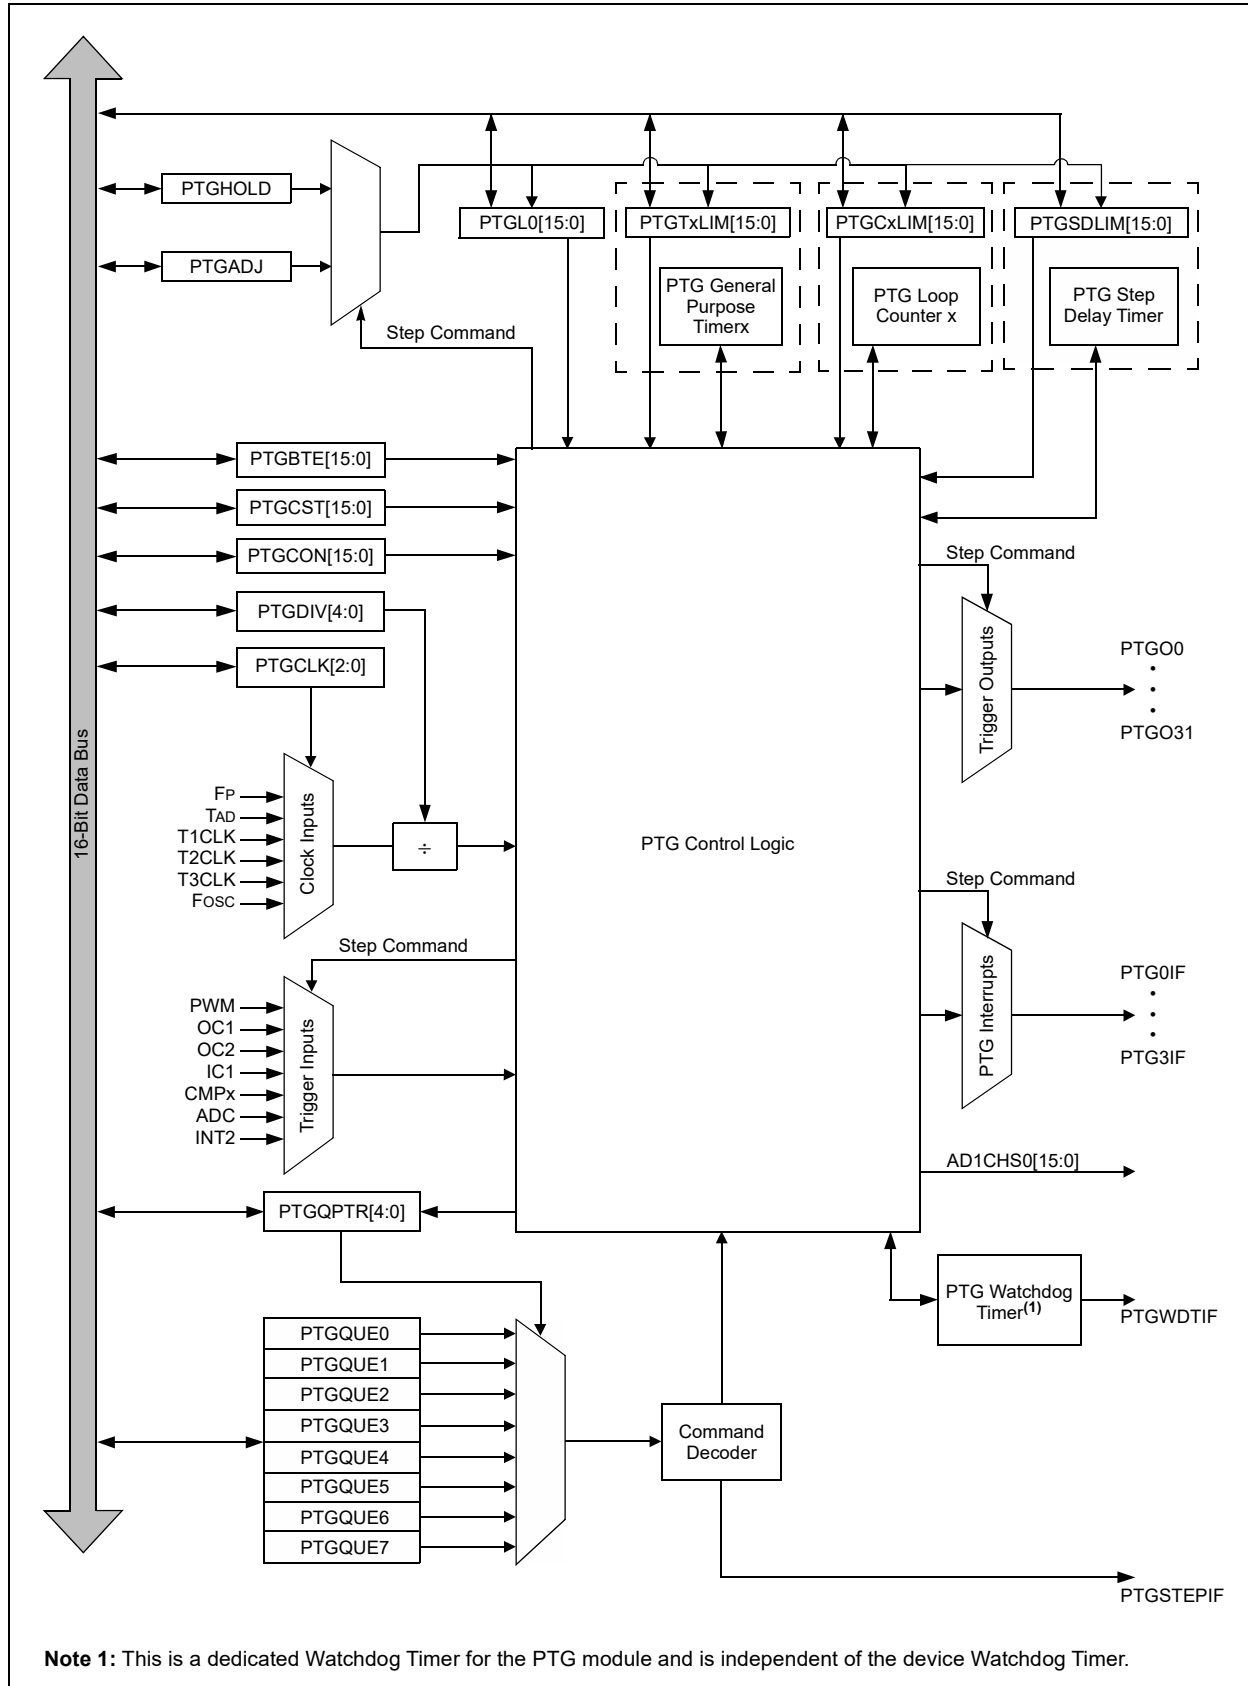 PTGHOLD
PTGADJ
PTGL0[15:0]
PTGTxLIM[15:0]
PTGCxLIM[15:0]
PTGSDLIM[15:0]
PTG General
Purpose
Timerx
PTG Loop
Counter x
PTG Step
Delay Timer
Step Command
PTGBTE[15:0]
PTGCST[15:0]
PTGCON[15:0]
PTGDIV[4:0]
PTGCLK[2:0]
16-Bit Data Bus
FP
TAD
T1CLK
T2CLK
T3CLK
FOSC
Clock Inputs
÷
PTG Control Logic
Step Command
Trigger Outputs
PTGO0
PTGO31
Step Command
PTG Interrupts
PTG0IF
PTG3IF
Step Command
PWM
OC1
OC2
IC1
CMPx
ADC
INT2
Trigger Inputs
AD1CHS0[15:0]
PTGQPTR[4:0]
PTG Watchdog
Timer(1)
PTGWDTIF
PTGQUE0
PTGQUE1
PTGQUE2
PTGQUE3
PTGQUE4
PTGQUE5
PTGQUE6
PTGQUE7
Command
Decoder
PTGSTEPIF
Note 1: This is a dedicated Watchdog Timer for the PTG module and is independent of the device Watchdog Timer.